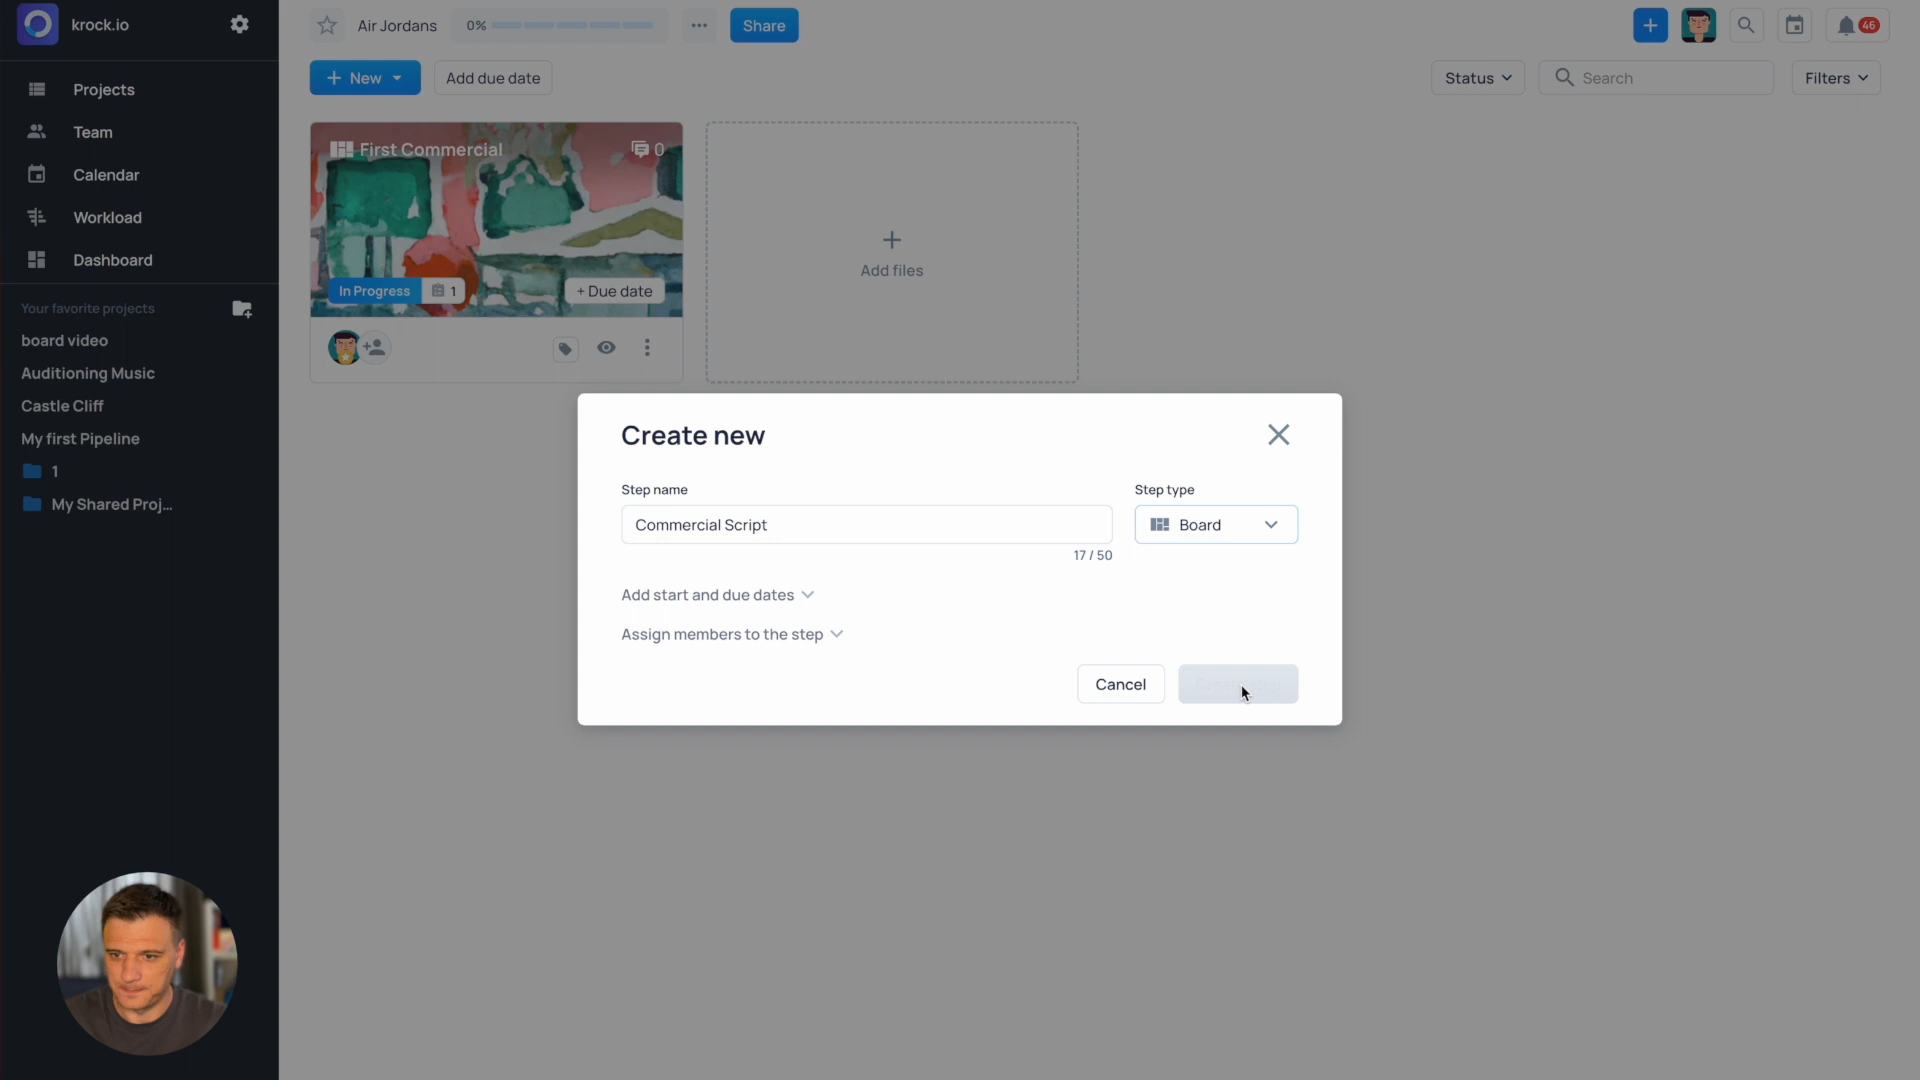 krock.io
Air Jordans
0%
Share
46
New
Add due date
Status
Search
Filters
Projects
Team
Calendar
Workload
Dashboard
Your favorite projects
board video
Auditioning Music
Castle Cliff
My first Pipeline
1
My Shared Proj...
First Commercial
0
In Progress
1
+ Due date
Add files
Create new
Step name
Step type
Commercial Script
Board
17 / 50
Add start and due dates
Assign members to the step
Cancel